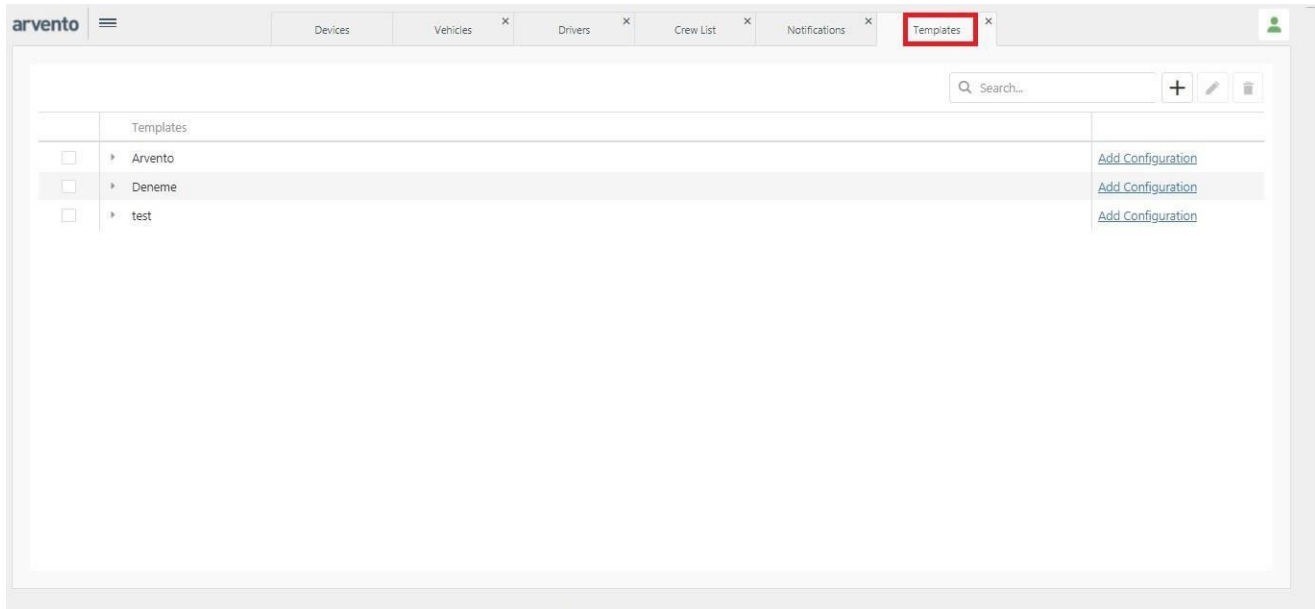 arvento
Devices Vehicles Drivers Crew List Notifications Templates
Search...
Templates
Arvento Add Configuration
Deneme Add Configuration
test Add Configuration